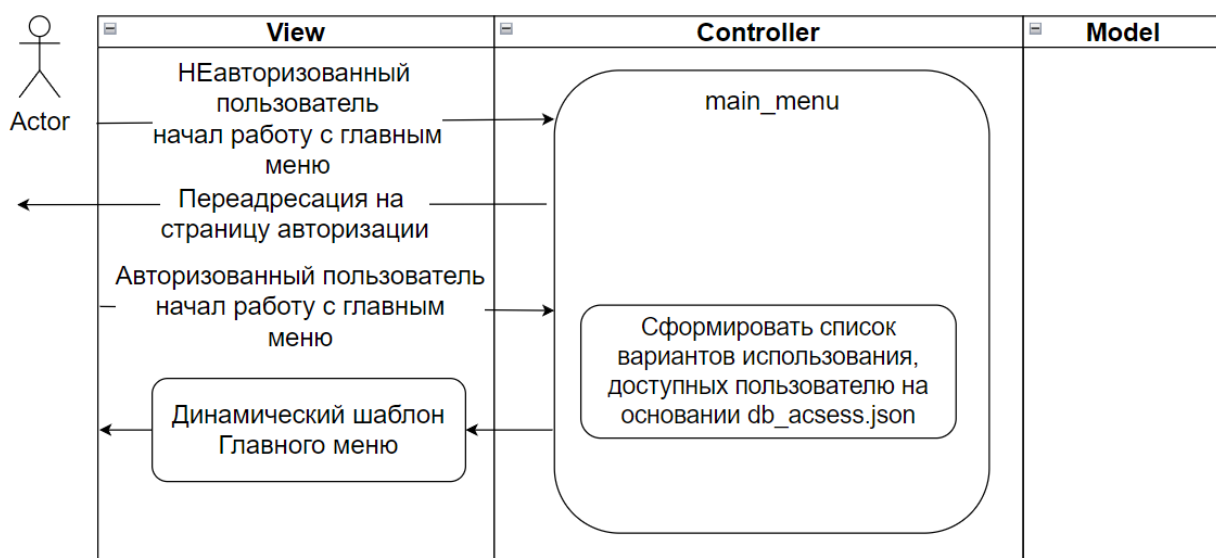 View
Controller
Model
Actor
НЕавторизованный
пользователь
начал работу с главным
меню
main_menu
Переадресация на
страницу авторизации
Авторизованный пользователь
начал работу с главным
меню
Сформировать список
вариантов использования,
доступных пользователю на
основании db_acsess.json
Динамический шаблон
Главного меню